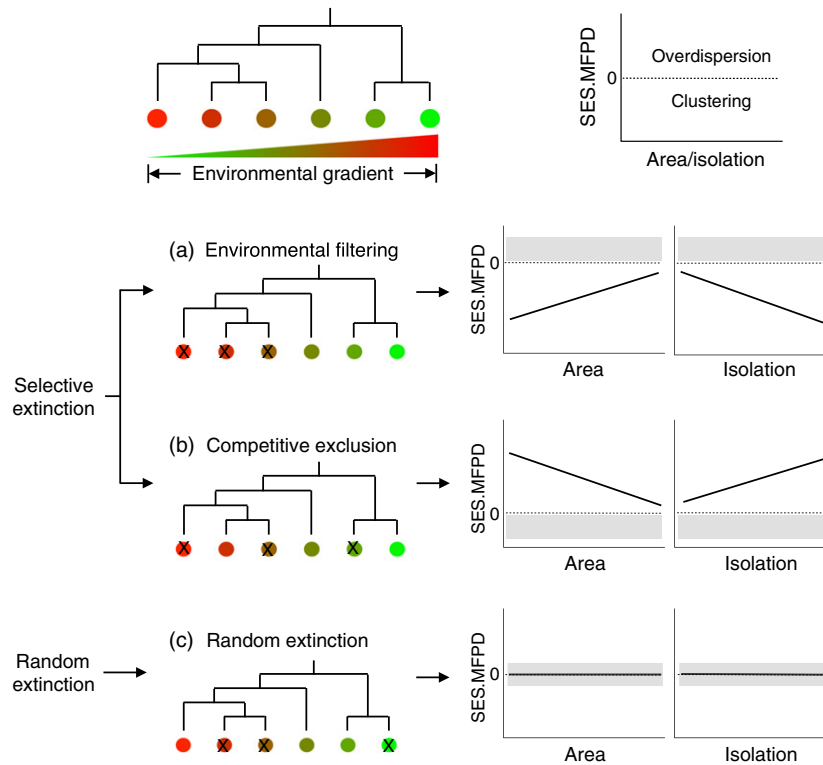 SES.MFPD
Overdispersion
0
Clustering
Area/isolation
Environmental gradient
(a) Environmental filtering
X X X
SES.MFPD
0
Area
Isolation
Selective
extinction
(b) Competitive exclusion
X X X
SES.MFPD
0
Area
Isolation
(c) Random extinction
Random
extinction
X X X
SES.MFPD
0
Area
Isolation